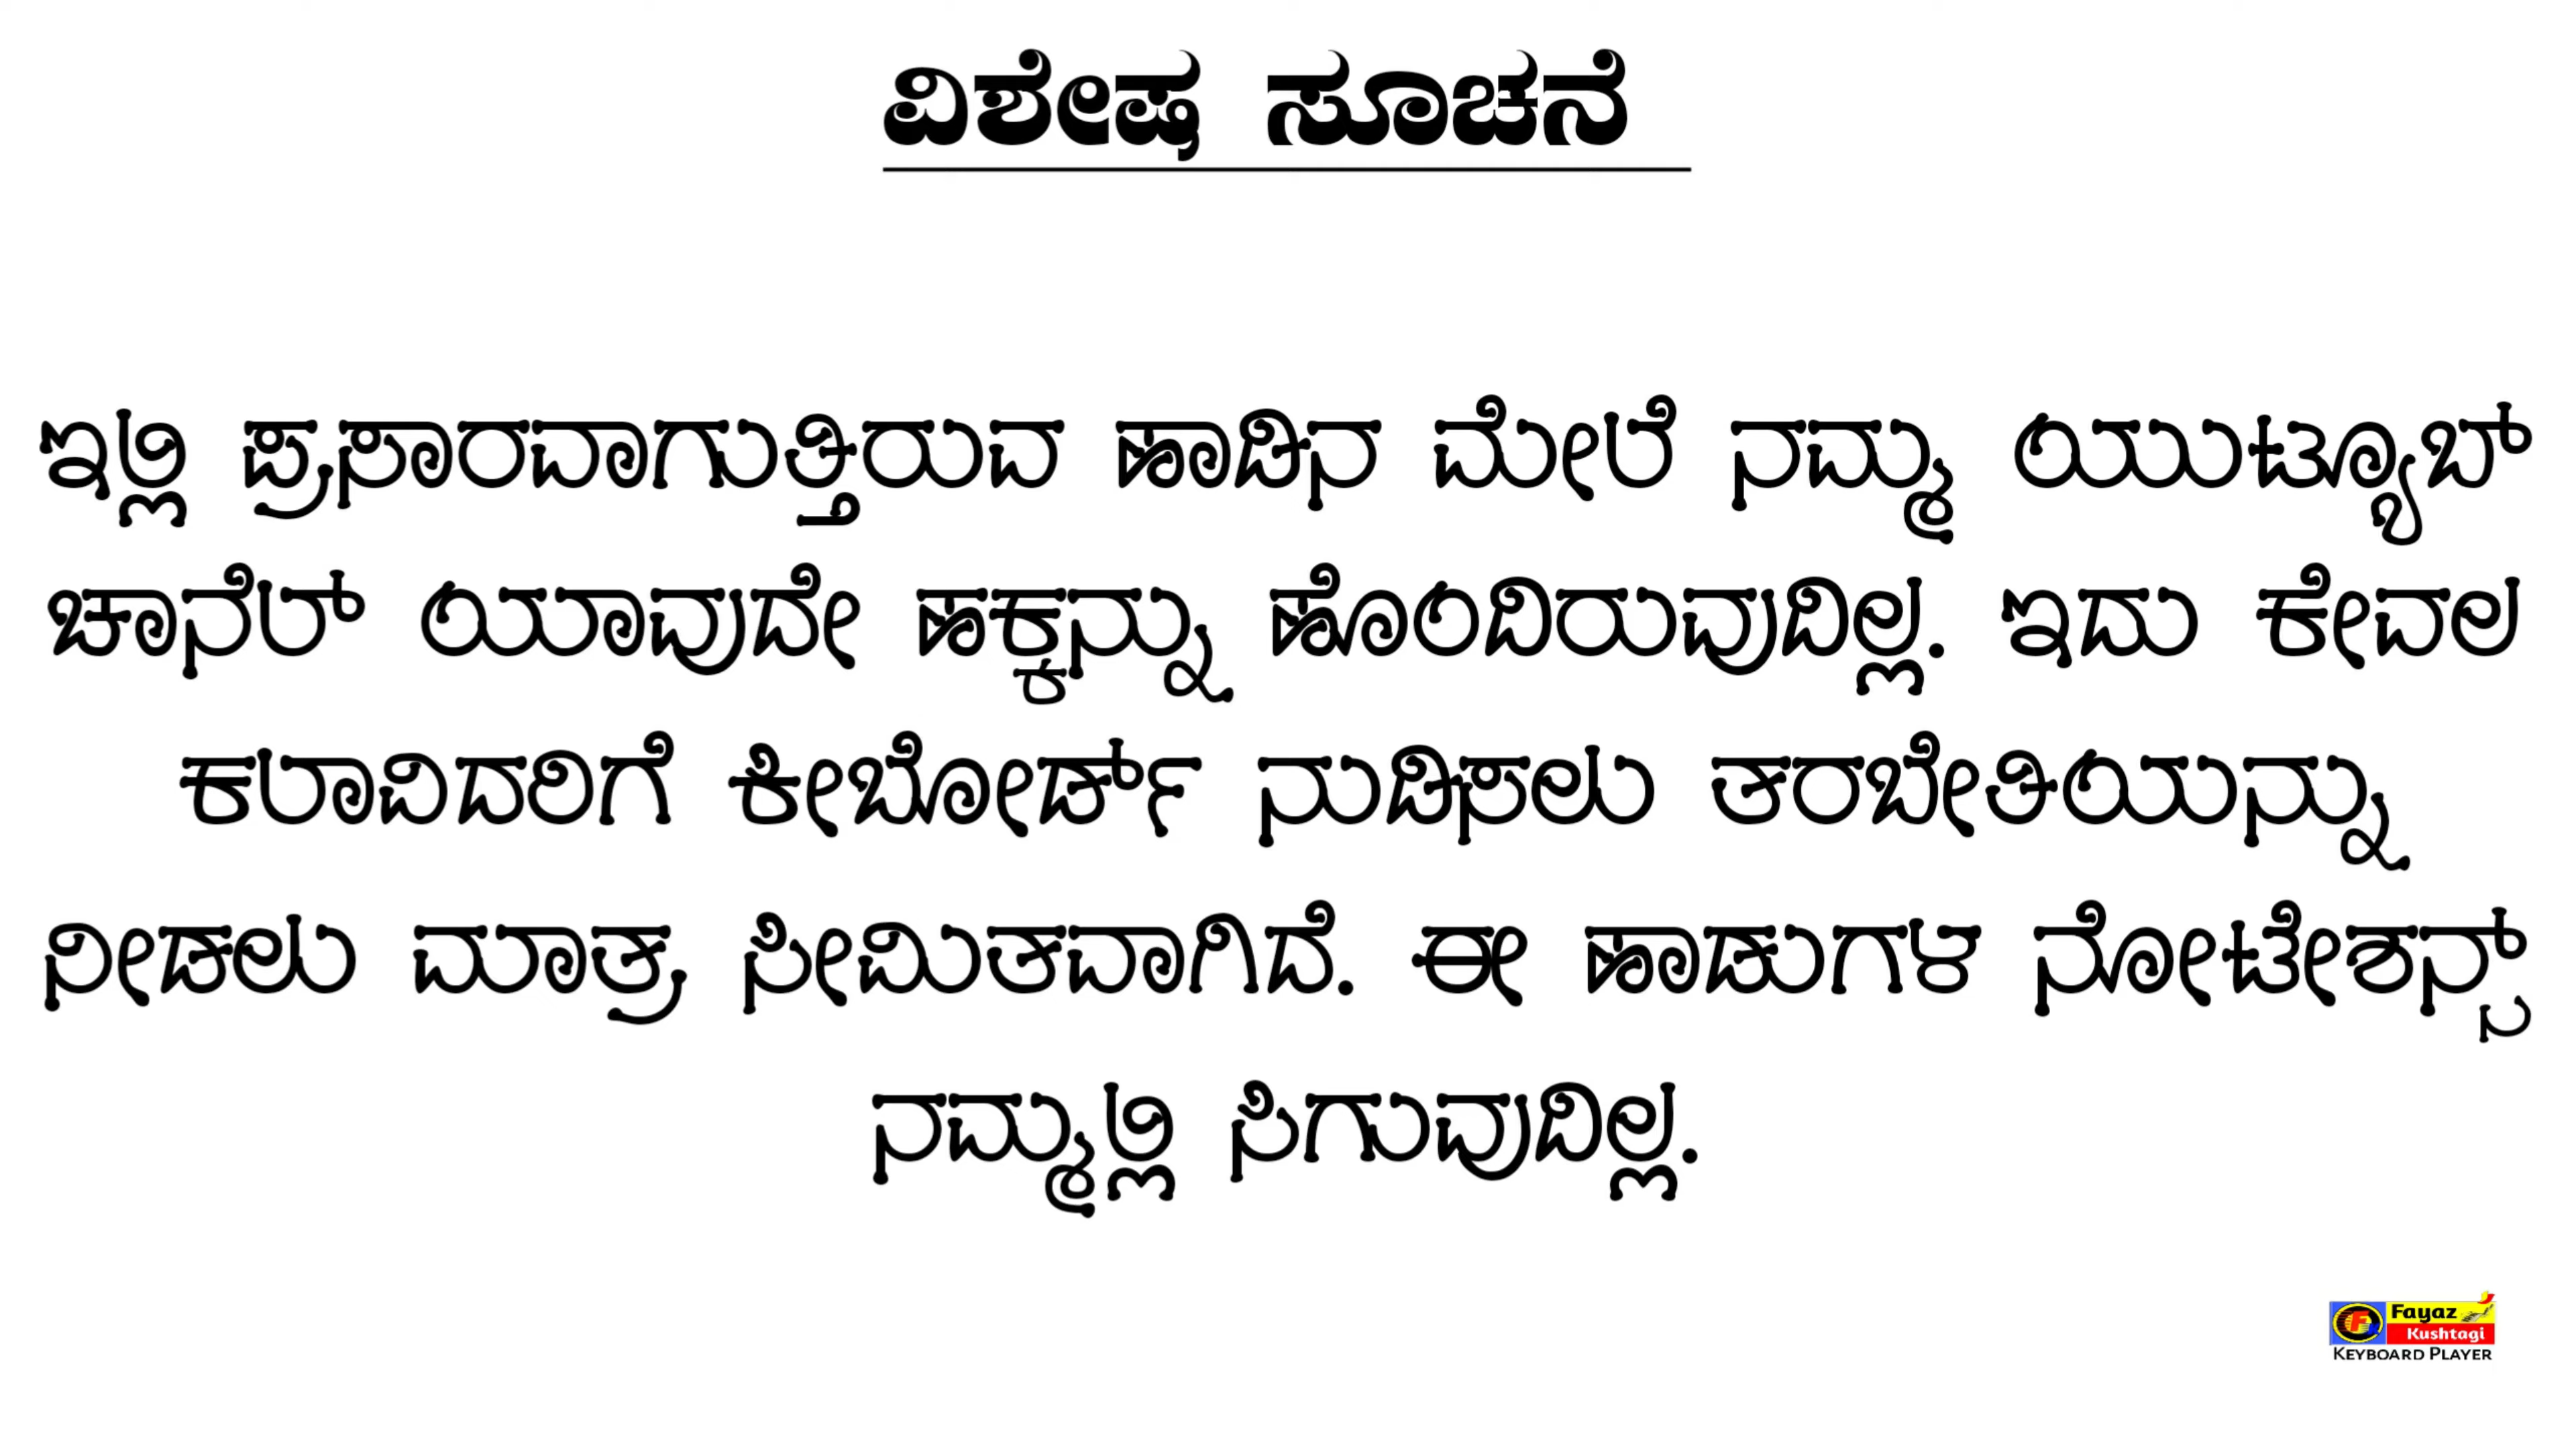 ವಿಶೇಷ ಸೂಚನೆ
ಇಲ್ಲಿ ಪ್ರಸಾರವಾಗುತ್ತಿರುವ ಹಾಡಿನ ಮೇಲೆ ನಮ್ಮ ಯುಟ್ಯೂಬ್
ಚಾನೆಲ್ ಯಾವುದೇ ಹಕ್ಕನ್ನು ಹೊಂದಿರುವುದಿಲ್ಲ. ಇದು ಕೇವಲ
ಕಲಾವಿದರಿಗೆ ಕೀಬೋರ್ಡ್ ನುಡಿಸಲು ತರಬೇತಿಯನ್ನು
ನೀಡಲು ಮಾತ್ರ ಸೀಮಿತವಾಗಿದೆ. ಈ ಹಾಡುಗಳ ನೋಟೇಶನ್ಸ್
ನಮ್ಮಲ್ಲಿ ಸಿಗುವುದಿಲ್ಲ.
Fayaz
Kushtagi
KEYBOARD PLAYER